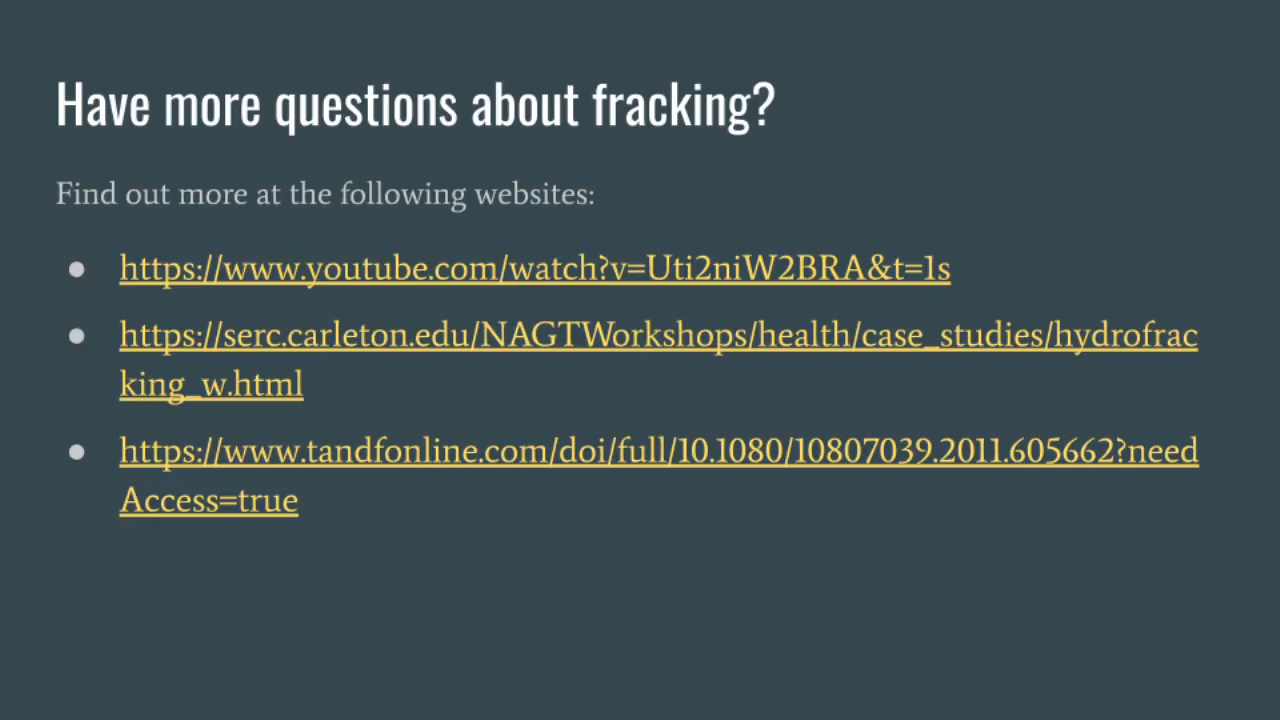 Have more questions about fracking?
Find out more at the following websites:
● https://www.youtube.com/watch?v=Uti2niW2BRA&t=1s
● https://serc.carleton.edu/NAGTWorkshops/health/case_studies/hydrofrac
king_w.html
● https://www.tandfonline.com/doi/full/10.1080/10807039.2011.605662?need
Access=true